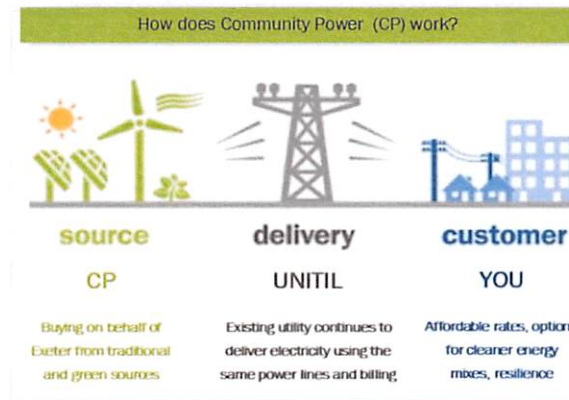 How does Community Power (CP) work?
source
delivery
customer
CP
UNITIL
YOU
Buying on behalf of
Exeter from traditional
and green sources
Existing utility continues to
deliver electricity using the
same power lines and billing
Affordable rates, option
for cleaner energy
mixes, resilience